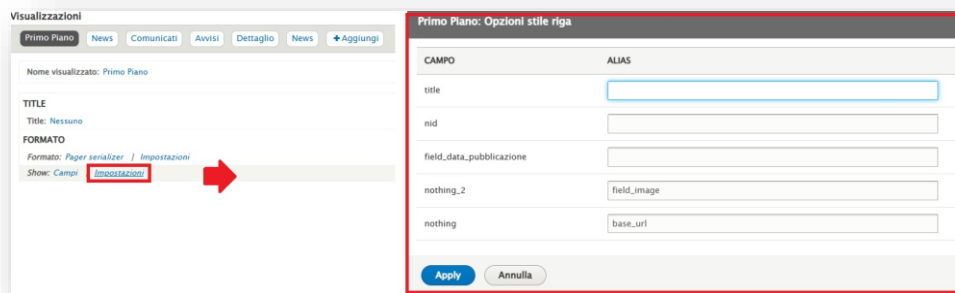 Visualizzazioni
Primo Piano News Comunicati Avvisi Dettaglio News +Aggiungi
Nome visualizzato: Primo Piano
TITLE
Title: Nessuno
FORMATO
Formato: Pager serializer | Impostazioni
Show: Campi | Impostazioni
Primo Piano: Opzioni stile riga
CAMPO ALIAS
title
nid
field_data_pubblicazione
nothing_2 field_image
nothing base_url
Apply Annulla